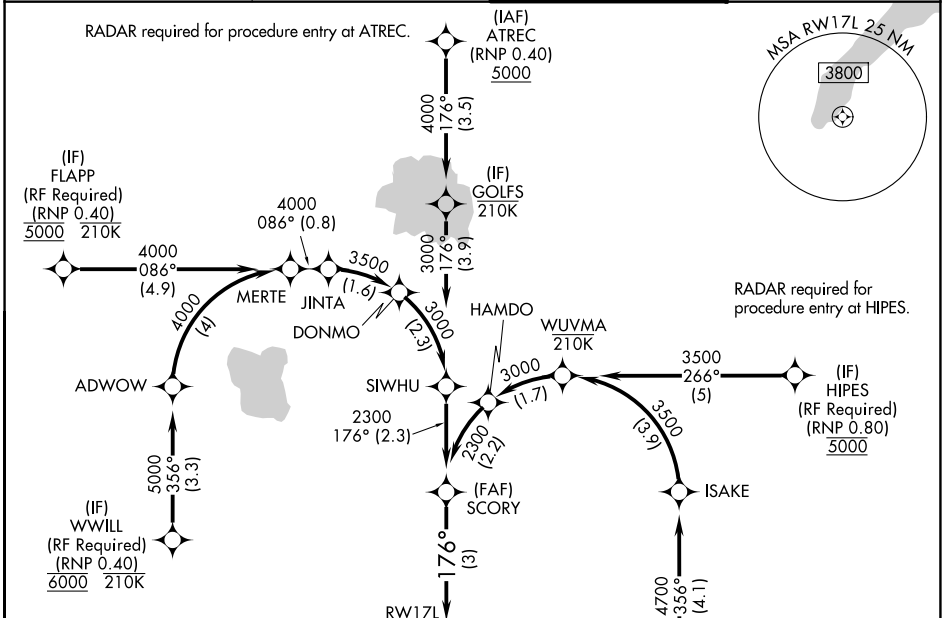 RADAR required for procedure entry at ATREC.
(IAF)
ATREC
(RNP 0.40)
5000
MSA RW17L 25 NM
3800
4000
176°
(3.5)
(IF)
FLAPP
(RF Required)
(RNP 0.40)
5000 210K
4000
086° (0.8)
(IF)
GOLFS
210K
4000
086°
(4.9)
3500
(1.6)
3000
176°
(3.9)
MERTE
JINTA
DONMO
4000
(4)
3000
(2.3)
HAMDO
WUVMA
210K
RADAR required for
procedure entry at HIPES.
ADWOW
SIWHU
3000
(1.7)
3500
266°
(5)
(IF)
HIPES
(RF Required)
(RNP 0.80)
5000
2300
176° (2.3)
2300
(2.2)
3500
(3.9)
5000
356°
(3.3)
(FAF)
SCORY
ISAKE
(IF)
WWILL
(RF Required)
(RNP 0.40)
6000 210K
176°
(3)
4700
356°
(4.1)
RW17L